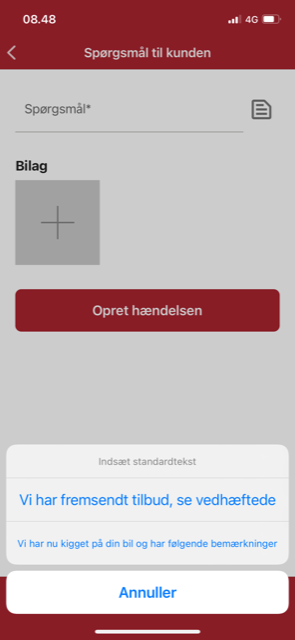 08.48
4G
Spørgsmål til kunden
Spørgsmål*
Bilag
Opret hændelsen
Indsæt standardtekst
Vi har fremsendt tilbud, se vedhæftede
Vi har nu kigget på din bil og har følgende bemærkninger
Annuller